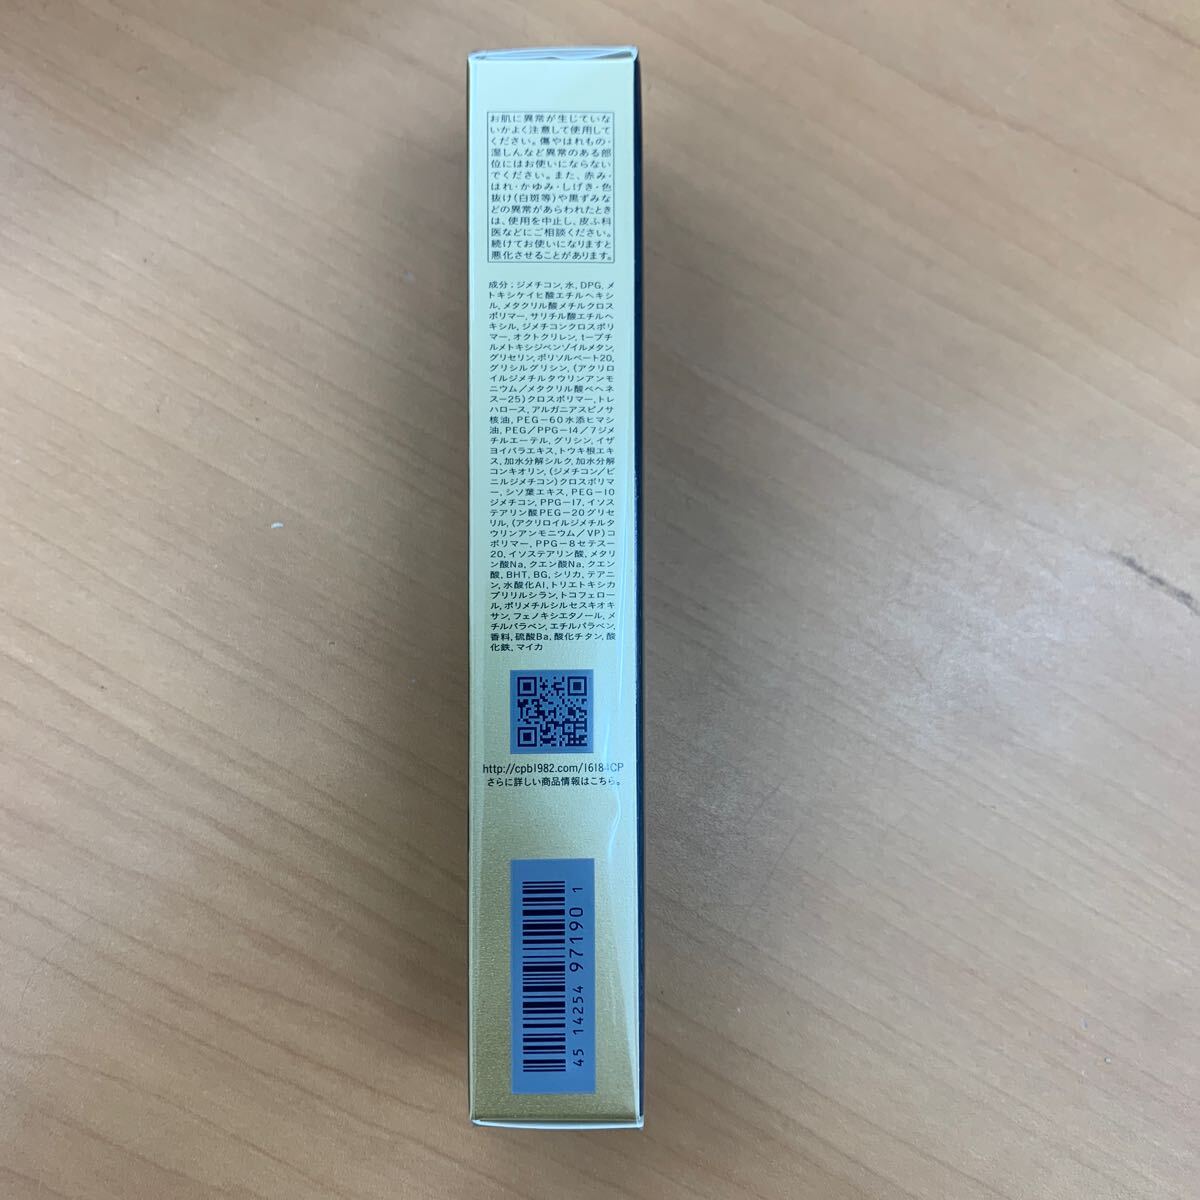 お肌に異常が生じていな
いかよく注意して使用して
ください。傷やはれもの・
湿しんなど異常のある部
位にはお使いにならない
でください。また、赤み・
はれ・かゆみ・しげき・色
抜け(白斑等)や黒ずみな
どの異常があらわれたとき
は、使用を中止し、皮ふ科
医などにご相談ください。
続けてお使いになりますと
悪化させることがあります。
成分;ジメチコン,水,DPG,メ
トキシケイヒ酸エチルヘキシ
ル,メタクリル酸メチルクロス
ポリマー,サリチル酸エチルヘ
キシル,ジメチコンクロスポリ
マー,オクトクリレン,t-ブチ
ルメトキシジベンゾイルメタン,
グリセリン,ポリソルベート20,
グリシルグリシン,(アクリロ
イルジメチルタウリンアンモ
ニウム/メタクリル酸ベヘネ
ス-25)クロスポリマー,トレ
ハロース,アルガニアスピノサ
核油,PEG-60水添ヒマシ
油,PEG/PPG-14/7ジメ
チルエーテル,グリシン,イザ
ヨイバラエキス,トウキ根エキ
ス,加水分解シルク,加水分解
コンキオリン,(ジメチコン/ビ
ニルジメチコン)クロスポリマ
ー,シソ葉エキス,PEG-10
ジメチコン,PPG-17,イソス
テアリン酸PEG-20グリセ
リル,(アクリロイルジメチルタ
ウリンアンモニウム/VP)コ
ポリマー,PPG-8セテス-
20,イソステアリン酸,メタリ
ン酸Na,クエン酸Na,クエン
酸,BHT,BG,シリカ,テアニ
ン,水酸化Al,トリエトキシカ
プリリルシラン,トコフェロー
ル,ポリメチルシルセスキオキ
サン,フェノキシエタノール,メ
チルパラベン,エチルパラベン,
香料,硫酸Ba,酸化チタン,酸
化鉄,マイカ
http://cpb1982.com/16184CP
さらに詳しい商品情報はこちら。
45 14254 97190 1